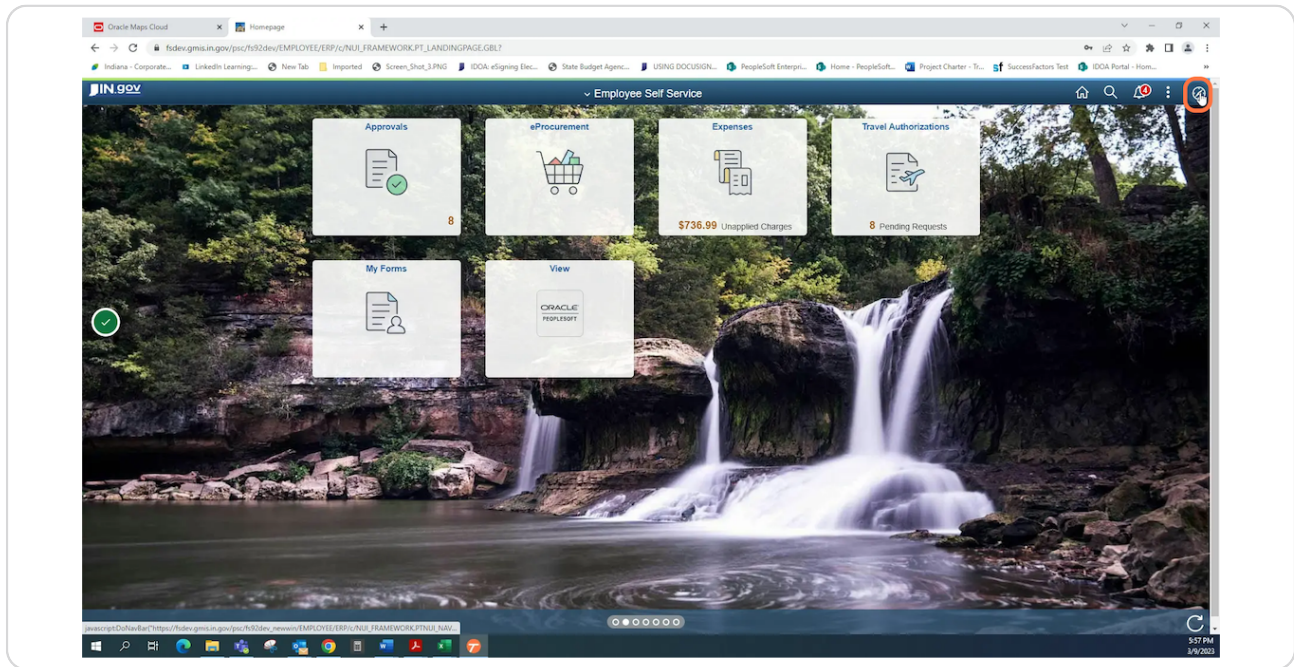 Oracle Maps Cloud
Homepage
fsdev.gmis.in.gov/psc/fs92dev/EMPLOYEE/ERP/c/NUI_FRAMEWORK.PT_LANDINGPAGE.GBL?
Indiana - Corporate... LinkedIn Learning:... New Tab Imported Screen_Shot_3.PNG IDOA: eSigning Elec... State Budget Agenc... USING DOCUSIGN... PeopleSoft Enterpri... Home - PeopleSoft... Project Charter - Tr... SuccessFactors Test IDOA Portal - Hom... »
IN.gov
Employee Self Service
4
Approvals
eProcurement
Expenses
Travel Authorizations
8
$736.99 Unapplied Charges
8 Pending Requests
My Forms
View
ORACLE
PEOPLESOFT
javascript:DoNavBar("https://fsdev.gmis.in.gov/psc/fs92dev_newwin/EMPLOYEE/ERP/c/NUI_FRAMEWORK.PTNUI_NAV...
5:57 PM
3/9/2023